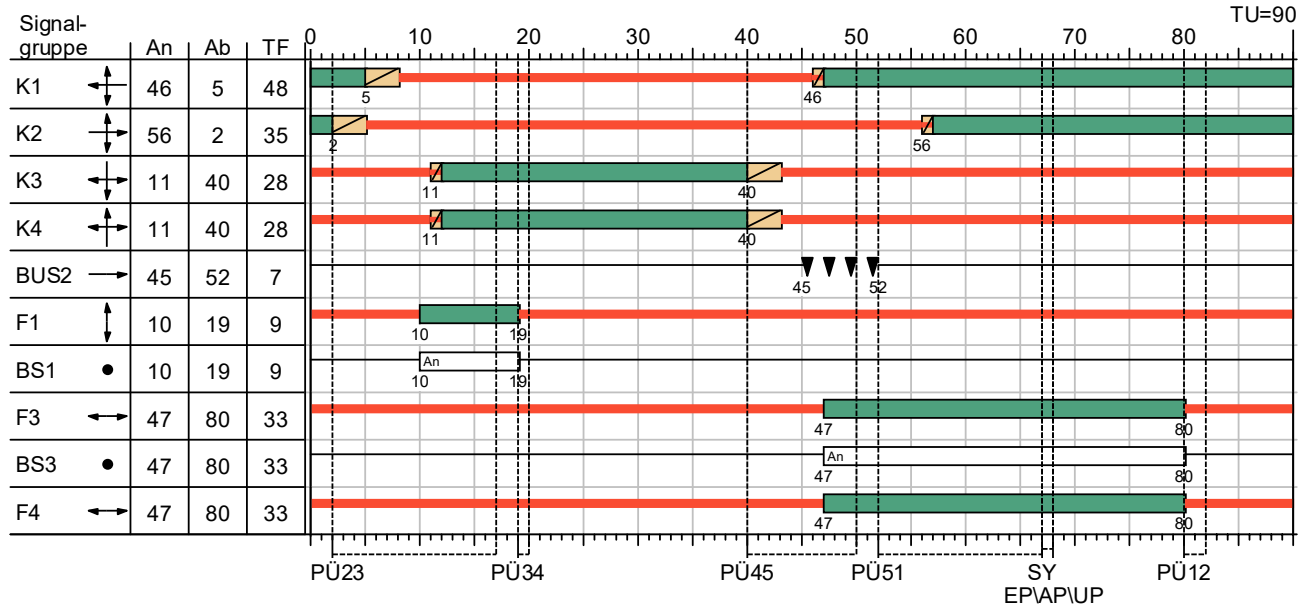 TU=90
Signal-
gruppe An Ab TF 0 10 20 30 40 50 60 70 80
K1 46 5 48
5 46
K2 56 2 35
2 56
K3 11 40 28
11 40
K4 11 40 28
11 40
BUS2 45 52 7
45 52
F1 10 19 9
10 19
BS1 10 19 9 An
10 19
F3 47 80 33
47 80
BS3 47 80 33 An
47 80
F4 47 80 33
47 80
PÜ23 PÜ34 PÜ45 PÜ51 SY PÜ12
EP\AP\UP